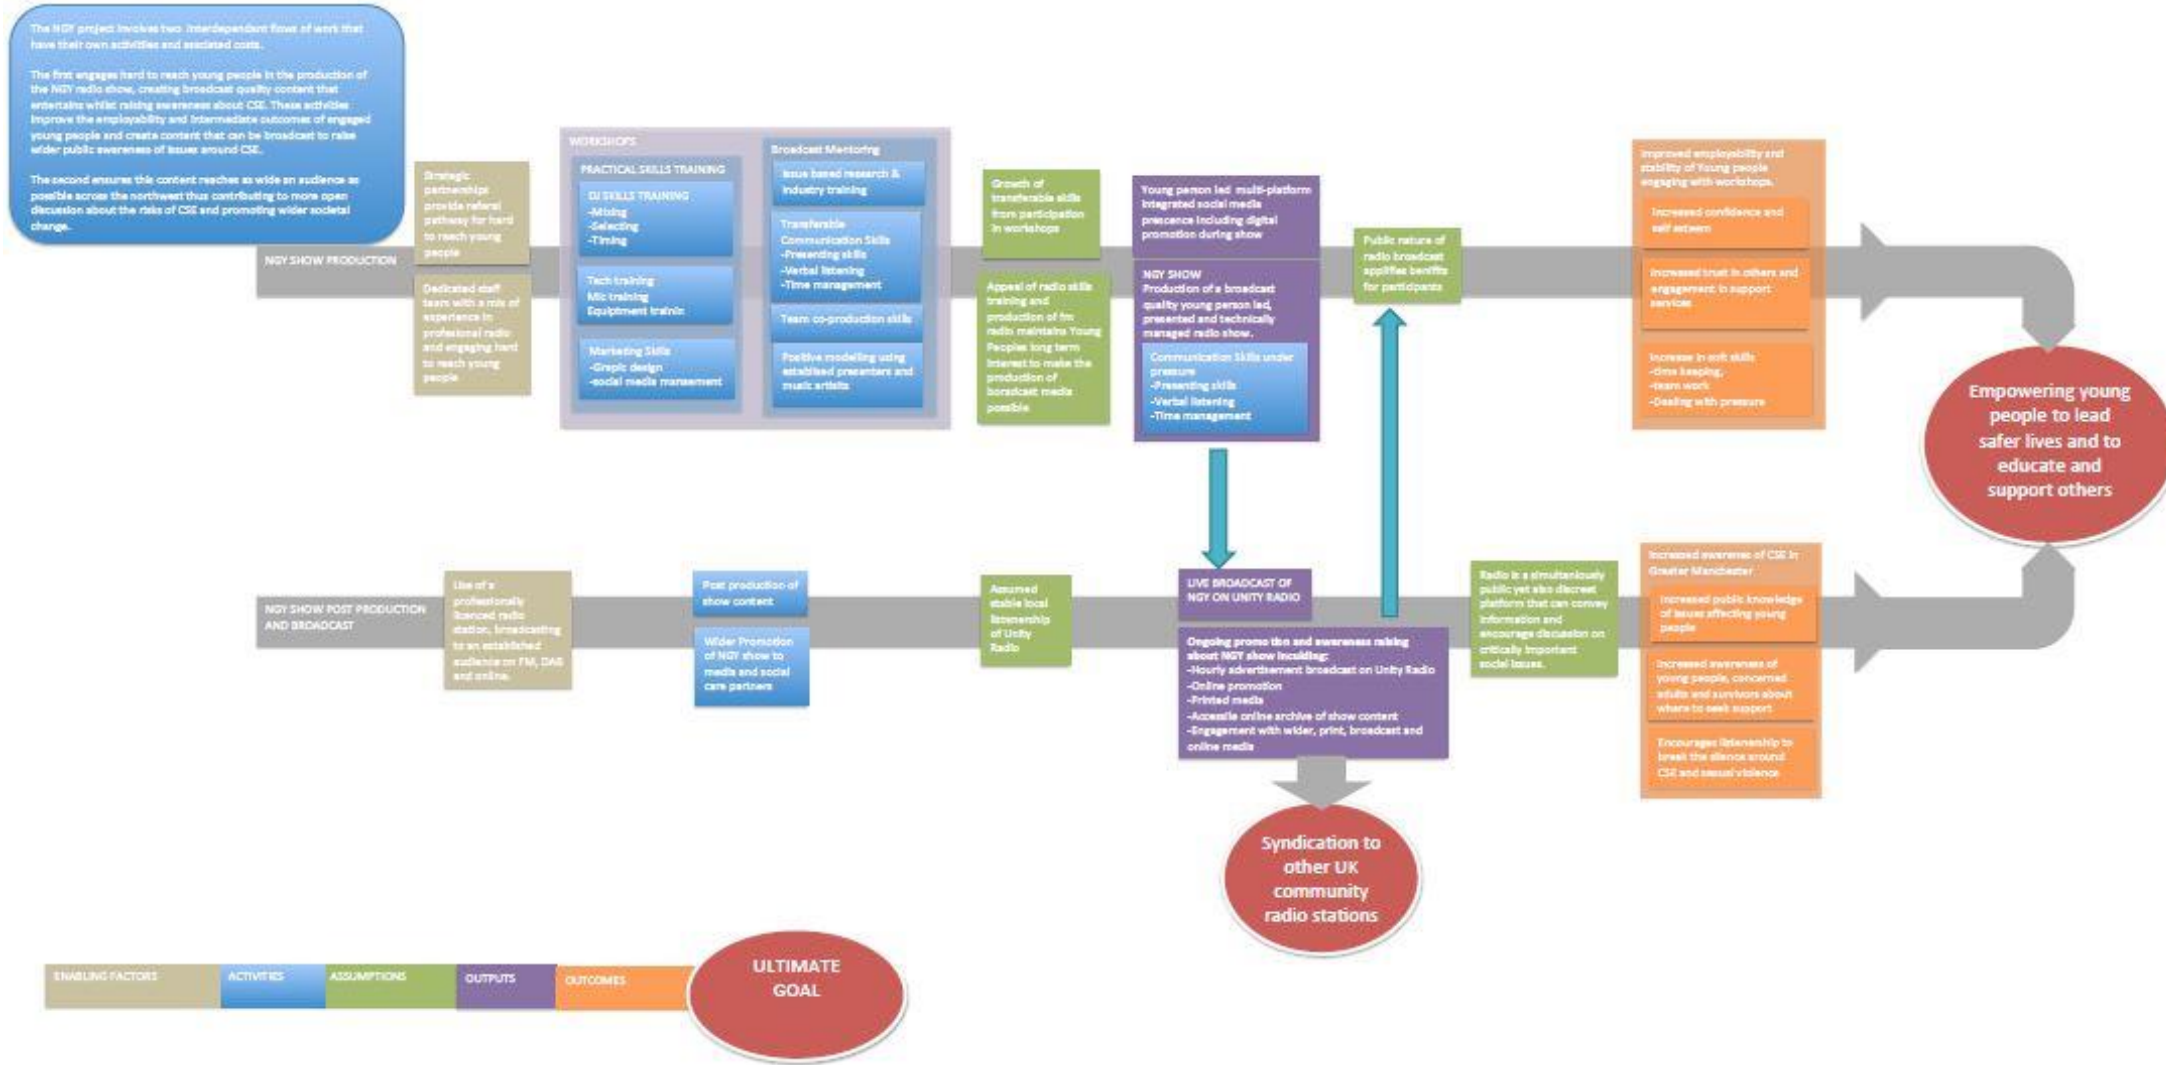 The NGY project involves two interdependant flows of work that
have their own activities and assciated costs.
The first engages hard to reach young people in the production of
the NGY radio show, creating broadcast quality content that
entertains whilst raising awareness about CSE. These activities
improve the employability and intermediate outcomes of engaged
young people and create content that can be broadcast to raise
wider public awareness of issues around CSE.
The second ensures this content reaches as wide an audience as
possible across the northwest thus contributing to more open
discussion about the risks of CSE and promoting wider societal
change.
NGY SHOW PRODUCTION
Strategic
partnerships
provide referal
pathway for hard
to reach young
people
Dedicated staff
team with a mix of
experience in
profesional radio
and engaging hard
to reach young
people
WORKSHOPS
PRACTICAL SKILLS TRAINING
DJ SKILLS TRAINING
-Mixing
-Selecting
-Timing
Tech training
Mic training
Equiptment trainig
Marketing Skills
-Grapic design
-social media management
Broadcast Mentoring
Issue based research &
industry training
Transferable
Communication Skills
-Presenting skills
-Verbal listening
-Time management
Team co-production skills
Positive modelling using
establised presenters and
music artisits
Growth of
transferable skills
from participation
in workshops
Appeal of radio skills
training and
production of fm
radio maintains Young
Peoples long term
interest to make the
production of
boradcast media
possible
Young person led multi-platform
integrated social media
prescence including digital
promotion during show
NGY SHOW
Production of a broadcast
quality young person led,
presented and technically
managed radio show.
Communication Skills under
pressure
-Presenting skills
-Verbal listening
-Time management
Public nature of
radio broadcast
applifies benifits
for participants
Improved employability and
stability of Young people
engaging with workshops.
Increased confidence and
self esteem
Increased trust in others and
engagement in support
services
Increase in soft skills
-time keeping,
-team work
-Dealing with pressure
Empowering young
people to lead
safer lives and to
educate and
support others
NGY SHOW POST PRODUCTION
AND BROADCAST
Use of a
professionally
licenced radio
station, broadcasting
to an established
audience on FM, DAB
and online.
Post production of
show content
Wider Promotion
of NGY show to
media and social
care partners
Assumed
stable local
listenership
of Unity
Radio
LIVE BROADCAST OF
NGY ON UNITY RADIO
Ongoing promotion and awareness raising
about NGY show inculding:
-Hourly advertisement broadcast on Unity Radio
-Online promotion
-Printed media
-Accessile online archive of show content
-Engagement with wider, print, broadcast and
online media
Radio is a simultaniously
public yet also discreet
platform that can convey
information and
encourage discussion on
critically important
social issues.
Increased awarenes of CSE in
Greater Manchester
Increased public knowledge
of issues affecting young
people
Increased awareness of
young people, concerned
adults and survivors about
where to seek support
Encourages listenership to
break the silence around
CSE and sexual violence
Syndication to
other UK
community
radio stations
ENABLING FACTORS
ACTIVITIES
ASSUMPTIONS
OUTPUTS
OUTCOMES
ULTIMATE
GOAL